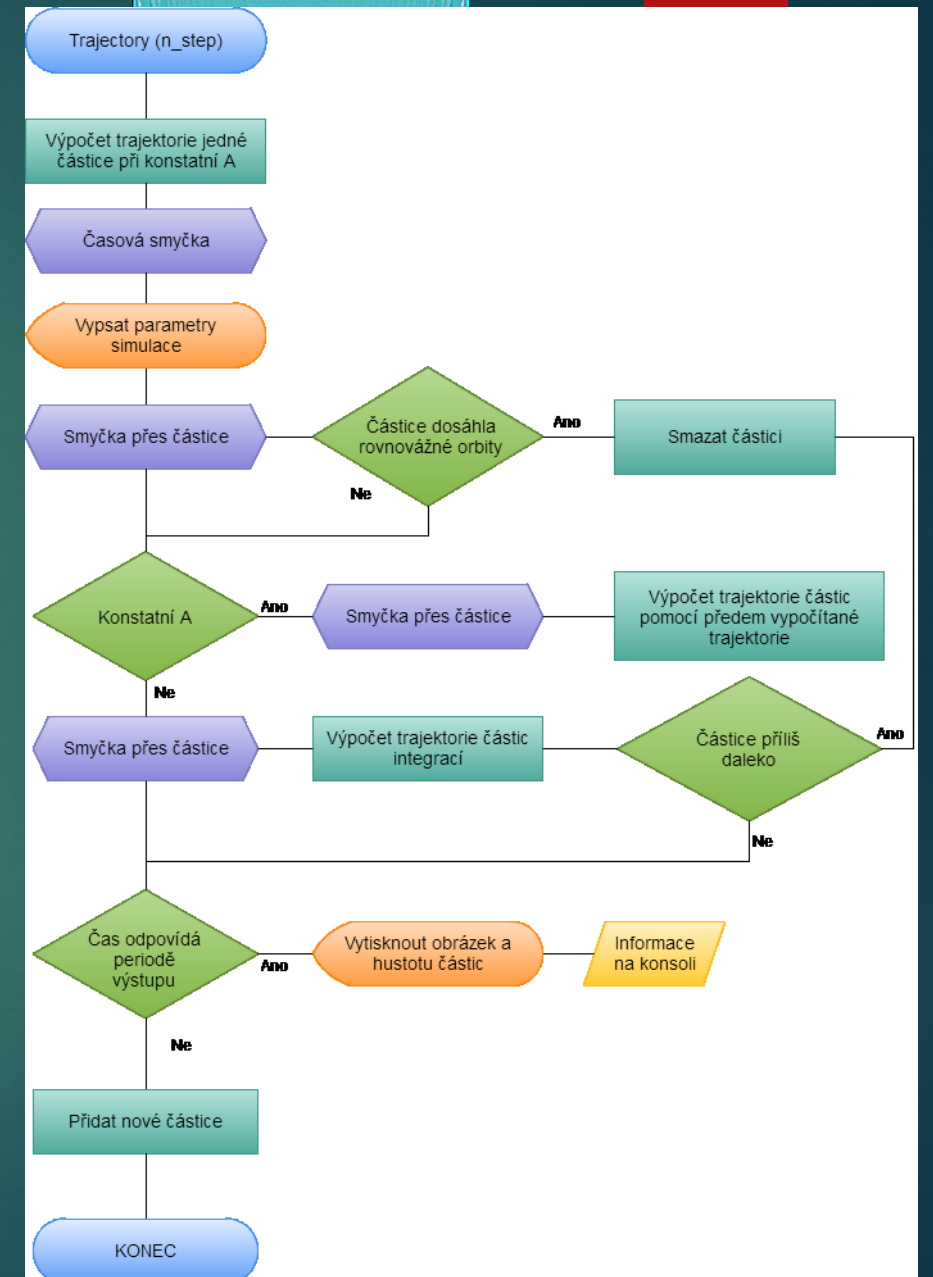 Trajectory (n_step)
Výpočet trajektorie jedné
částice při konstatní A
Časová smyčka
Vypsat parametry
simulace
Smyčka přes částice
Částice dosáhla
rovnovážné orbity
Ano
Smazat částici
Ne
Konstatní A
Ano
Smyčka přes částice
Výpočet trajektorie částic
pomocí předem vypočítané
trajektorie
Ne
Smyčka přes částice
Výpočet trajektorie částic
integrací
Částice příliš
daleko
Ano
Ne
Čas odpovídá
periodě
výstupu
Ano
Vytisknout obrázek a
hustotu částic
Informace
na konsoli
Ne
Přidat nové částice
KONEC